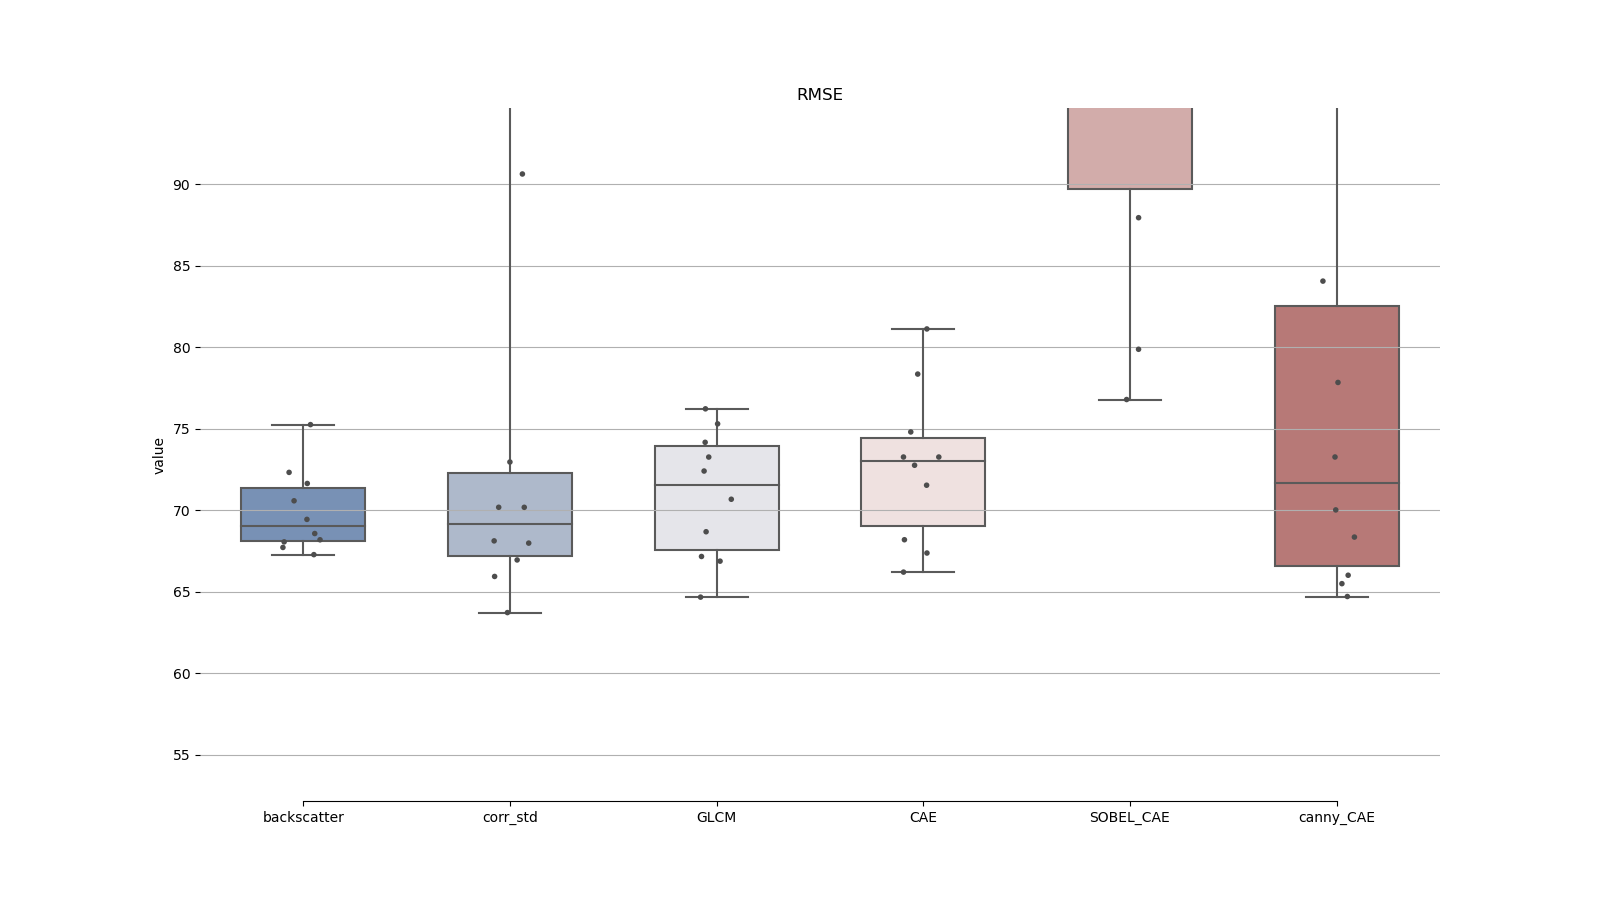 RMSE
90
85
80
75
value
70
65
60
55
backscatter
corr_std
GLCM
CAE
SOBEL_CAE
canny_CAE